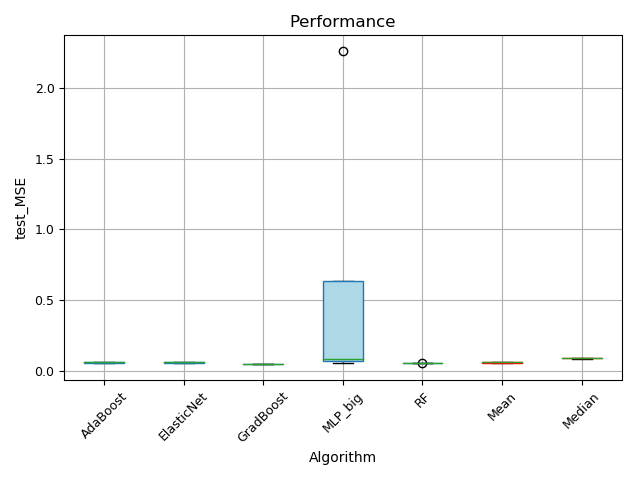 Performance
test_MSE
2.0
1.5
1.0
0.5
0.0
AdaBoost
ElasticNet
GradBoost
MLP_big
RF
Mean
Median
Algorithm